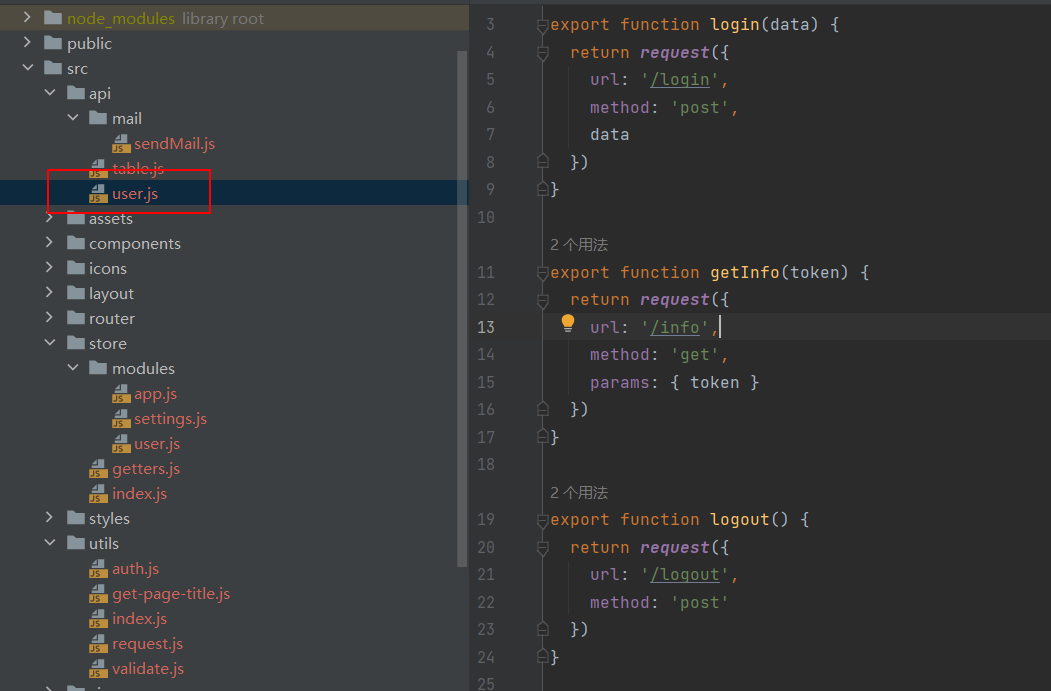 node_modules library root
public
src
api
mail
sendMail.js
table.js
user.js
assets
components
icons
layout
router
store
modules
app.js
settings.js
user.js
getters.js
index.js
styles
utils
auth.js
get-page-title.js
index.js
request.js
validate.js
3 export function login(data) {
4 return request({
5 url: '/login',
6 method: 'post',
7 data
8 })
9 }
10
2 个用法
11 export function getInfo(token) {
12 return request({
13 url: '/info',
14 method: 'get',
15 params: { token }
16 })
17 }
18
2 个用法
19 export function logout() {
20 return request({
21 url: '/logout',
22 method: 'post'
23 })
24 }
25